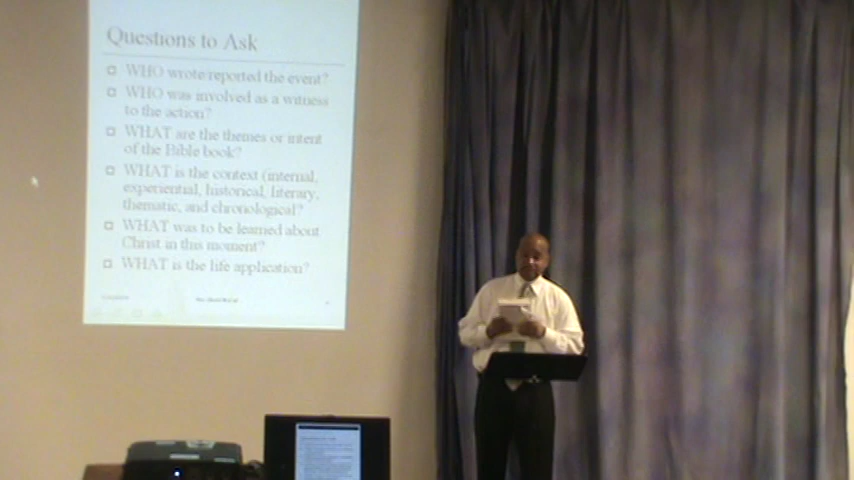 Questions to Ask
WHO wrote/reported the event?
WHO was involved as a witness
to the action?
WHAT are the themes or intent
of the Bible book?
WHAT is the context (internal,
experiential, historical, literary,
thematic, and chronological?
WHAT was to be learned about
Christ in this moment?
WHAT is the life application?